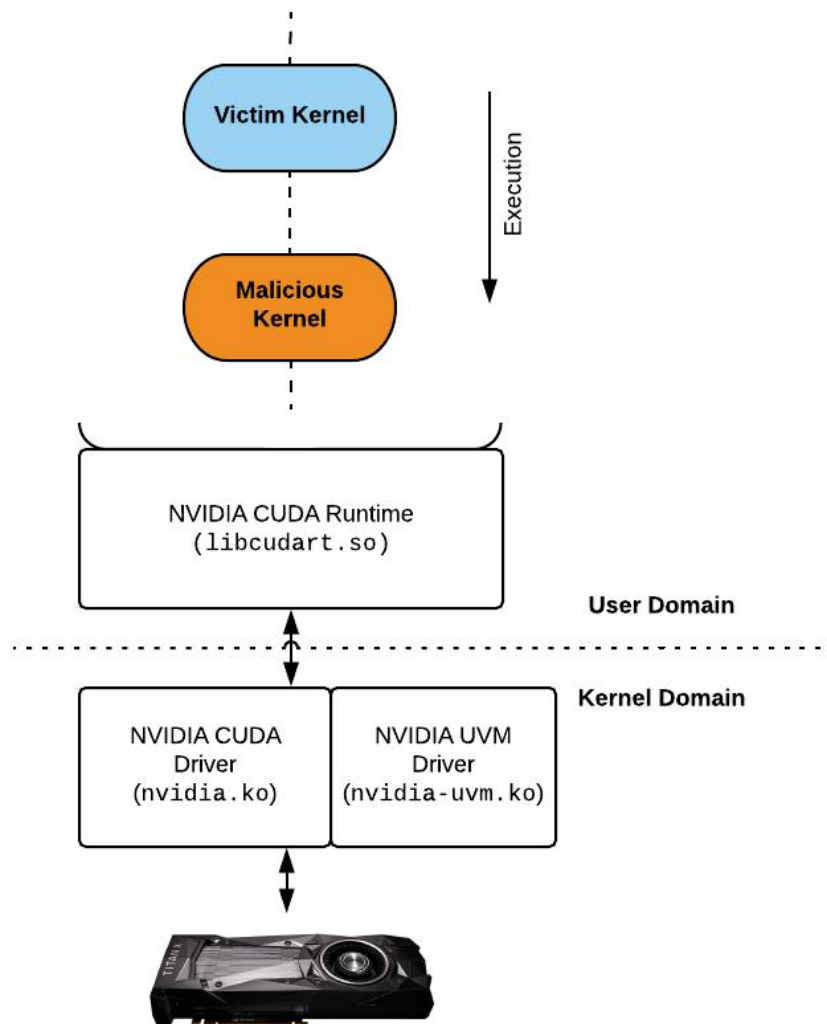 Victim Kernel
Execution
Malicious
Kernel
NVIDIA CUDA Runtime
(libcudart.so)
User Domain
Kernel Domain
NVIDIA CUDA
Driver
(nvidia.ko)
NVIDIA UVM
Driver
(nvidia-uvm.ko)
TITAN X